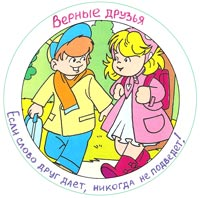 Верные друзья
Если слово друг дает, никогда не подведет!